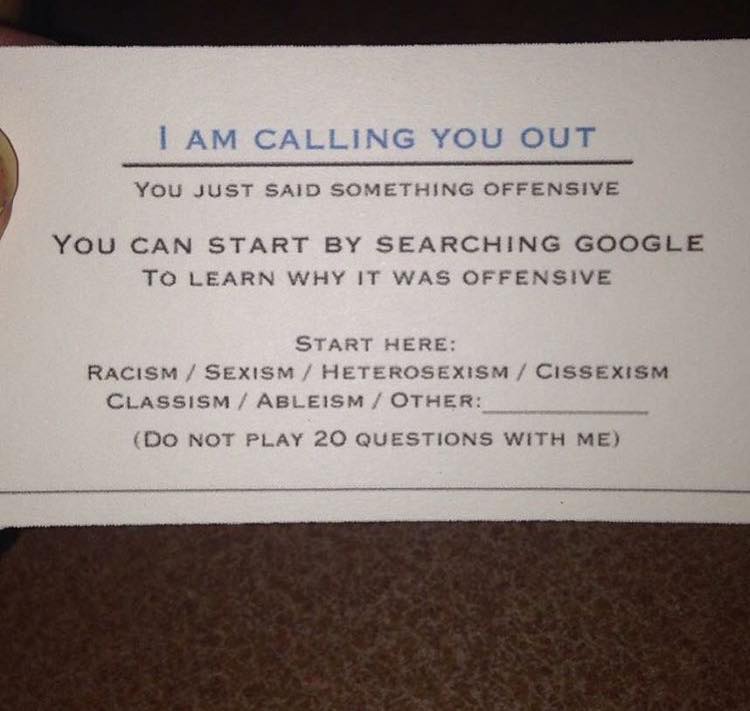 I AM CALLING YOU OUT
YOU JUST SAID SOMETHING OFFENSIVE
YOU CAN START BY SEARCHING GOOGLE
TO LEARN WHY IT WAS OFFENSIVE
START HERE:
RACISM / SEXISM / HETEROSEXISM / CISSEXISM
CLASSISM / ABLEISM / OTHER:____________
(DO NOT PLAY 20 QUESTIONS WITH ME)